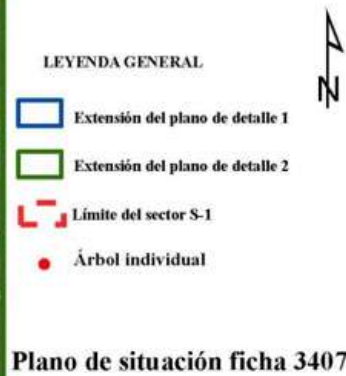 LEYENDA GENERAL
N
Extensión del plano de detalle 1
Extensión del plano de detalle 2
Límite del sector S-1
Árbol individual
Plano de situación ficha 3407